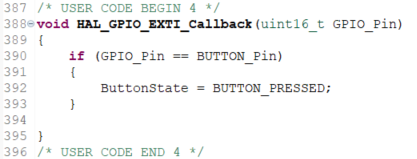 387 /* USER CODE BEGIN 4 */
388 void HAL_GPIO_EXTI_Callback(uint16_t GPIO_Pin)
389 {
390     if (GPIO_Pin == BUTTON_Pin)
391     {
392         ButtonState = BUTTON_PRESSED;
393     }
394
395 }
396 /* USER CODE END 4 */